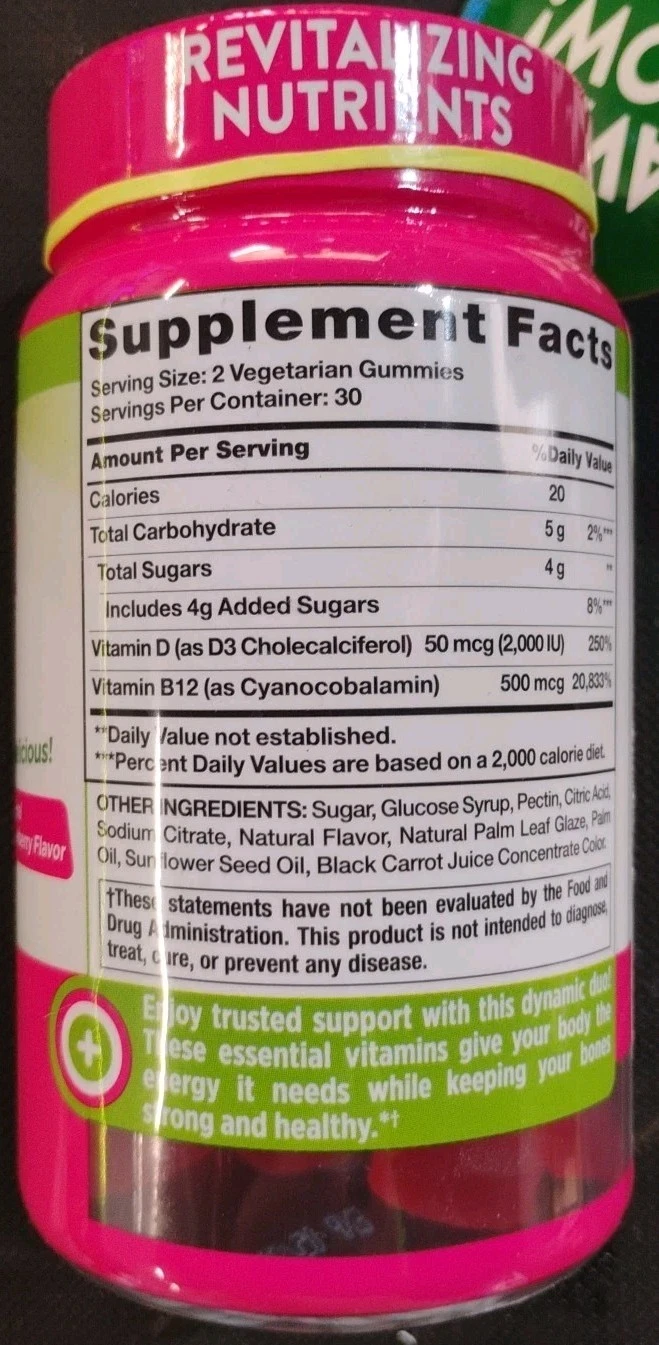 REVITALIZING
NUTRIENTS
Supplement Facts
Serving Size: 2 Vegetarian Gummies
Servings Per Container: 30
Amount Per Serving %Daily Value
Calories 20
Total Carbohydrate 5 g 2%***
Total Sugars 4 g **
Includes 4g Added Sugars 8%***
Vitamin D (as D3 Cholecalciferol) 50 mcg (2,000 IU) 250%
Vitamin B12 (as Cyanocobalamin) 500 mcg 20,833%
**Daily Value not established.
***Percent Daily Values are based on a 2,000 calorie diet.
OTHER INGREDIENTS: Sugar, Glucose Syrup, Pectin, Citric Acid,
Sodium Citrate, Natural Flavor, Natural Palm Leaf Glaze, Palm
Oil, Sunflower Seed Oil, Black Carrot Juice Concentrate Color.
†These statements have not been evaluated by the Food and
Drug Administration. This product is not intended to diagnose,
treat, cure, or prevent any disease.
Enjoy trusted support with this dynamic duo!
These essential vitamins give your body the
energy it needs while keeping your bones
strong and healthy.*†
Flavor